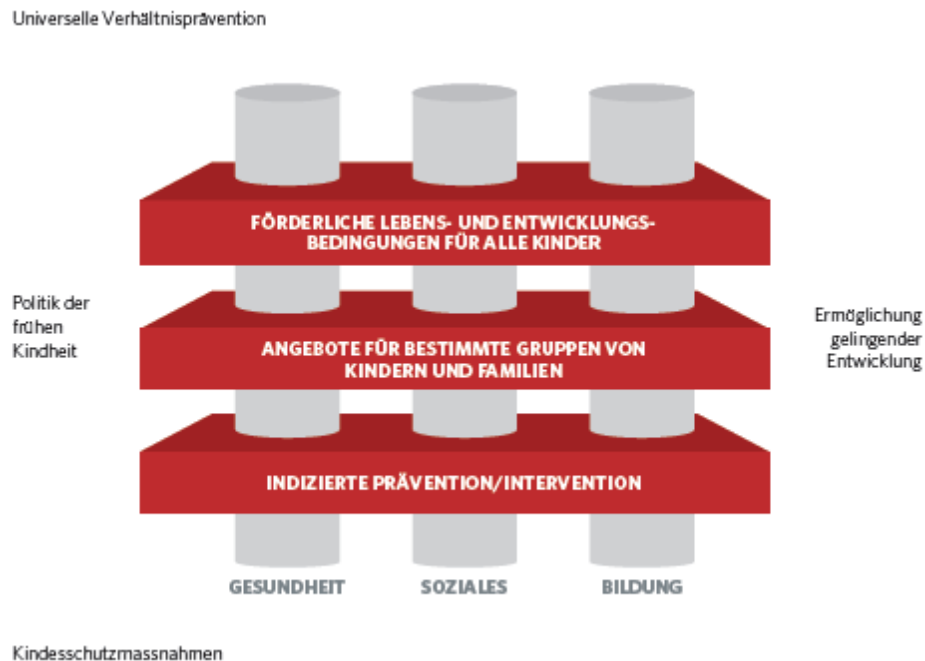 Universelle Verhältnisprävention
FÖRDERLICHE LEBENS- UND ENTWICKLUNGS-
BEDINGUNGEN FÜR ALLE KINDER
Politik der
frühen
Kindheit
ANGEBOTE FÜR BESTIMMTE GRUPPEN VON
KINDERN UND FAMILIEN
Ermöglichung
gelingender
Entwicklung
INDIZIERTE PRÄVENTION/INTERVENTION
GESUNDHEIT
SOZIALES
BILDUNG
Kindesschutzmassnahmen